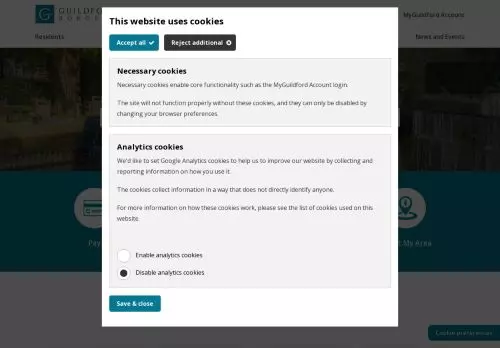 GUILDFOR
BOROU
MyGuildford Account
Residents
News and Events
This website uses cookies
Accept all
Reject additional
Necessary cookies
Necessary cookies enable core functionality such as the MyGuildford Account login.
The site will not function properly without these cookies, and they can only be disabled by
changing your browser preferences.
Analytics cookies
We'd like to set Google Analytics cookies to help us to improve our website by collecting and
reporting information on how you use it.
The cookies collect information in a way that does not directly identify anyone.
For more information on how these cookies work, please see the list of cookies used on this
website.
Enable analytics cookies
Disable analytics cookies
Pay
My Area
Save & close
Cookie preferences